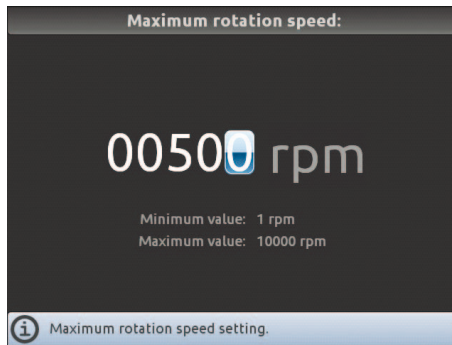 Maximum rotation speed:
00500 rpm
Minimum value: 1 rpm
Maximum value: 10000 rpm
Maximum rotation speed setting.